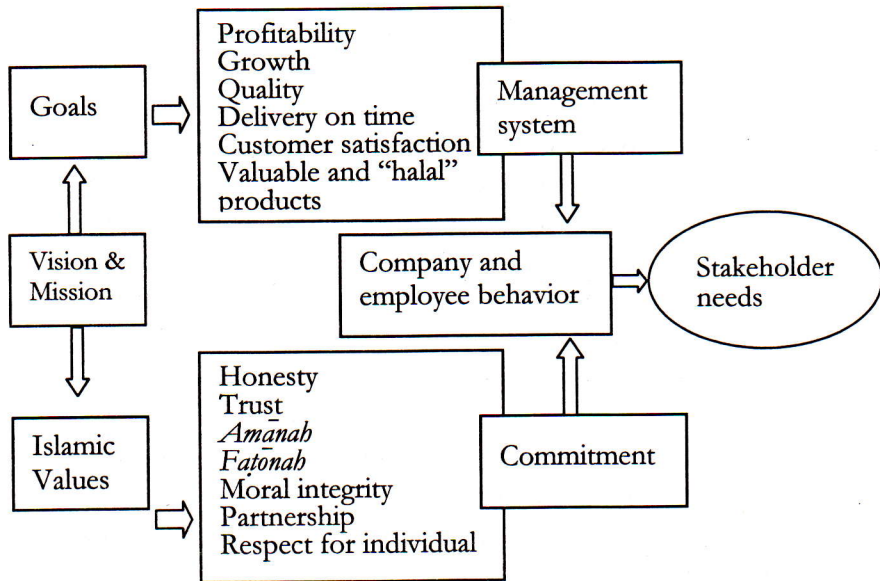 Goals
Profitability
Growth
Quality
Delivery on time
Customer satisfaction
Valuable and “halal”
products
Management
system
Vision &
Mission
Company and
employee behavior
Stakeholder
needs
Islamic
Values
Honesty
Trust
Amānah
Faṭōnah
Moral integrity
Partnership
Respect for individual
Commitment